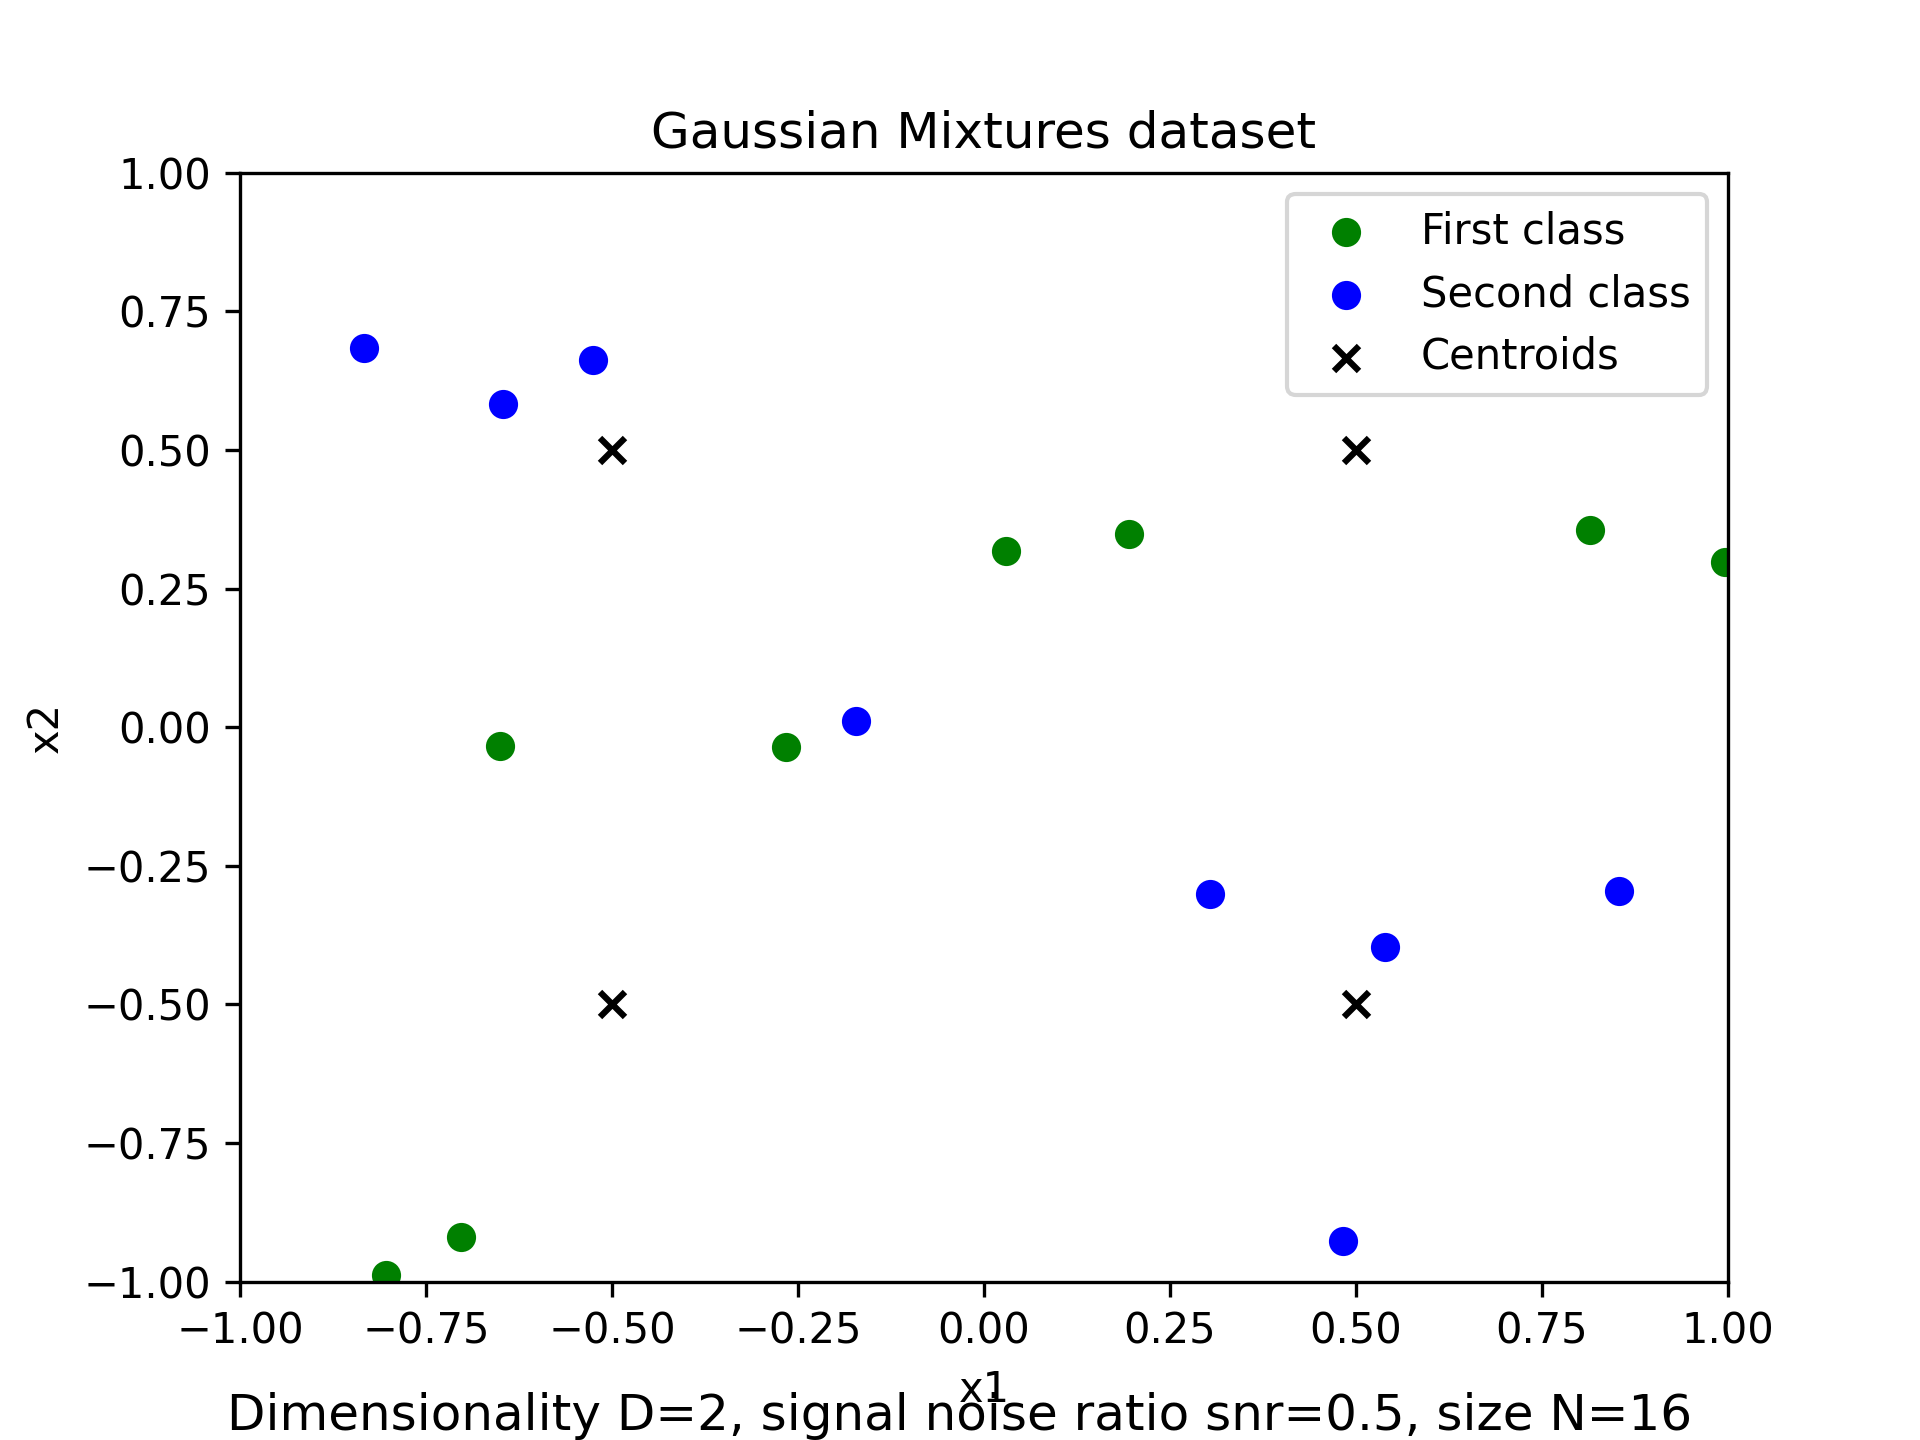 Gaussian Mixtures dataset
First class
Second class
Centroids
1.00
0.75
0.50
0.25
0.00
−0.25
−0.50
−0.75
−1.00
x2
−1.00 −0.75 −0.50 −0.25 0.00 0.25 0.50 0.75 1.00
x1
Dimensionality D=2, signal noise ratio snr=0.5, size N=16